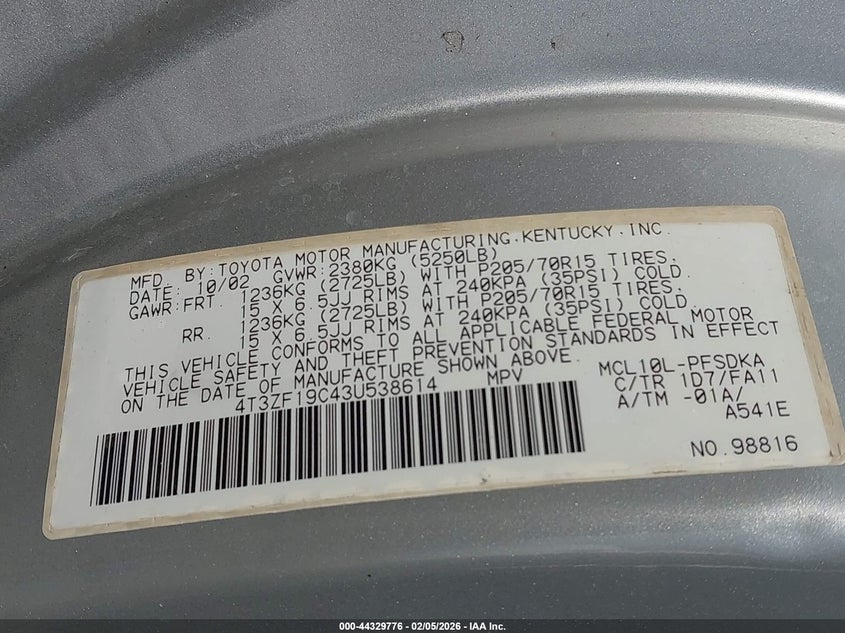 MFD. BY:TOYOTA MOTOR MANUFACTURING.KENTUCKY.INC.
DATE: 10/02 GVWR:2380KG (5250LB)
GAWR:FRT. 1236KG (2725LB) WITH P205/70R15 TIRES.
15 X 6.5JJ RIMS AT 240KPA (35PSI) COLD.
RR. 1236KG (2725LB) WITH P205/70R15 TIRES.
15 X 6.5JJ RIMS AT 240KPA (35PSI) COLD.
THIS VEHICLE CONFORMS TO ALL APPLICABLE FEDERAL MOTOR
VEHICLE SAFETY AND THEFT PREVENTION STANDARDS IN EFFECT
ON THE DATE OF MANUFACTURE SHOWN ABOVE.
4T3ZF19C43U538614 MPV
MCL10L-PFSDKA
C/TR 1D7/FA11
A/TM -01A/
A541E
NO.98816
000-44329776 - 02/05/2026 - IAA Inc.